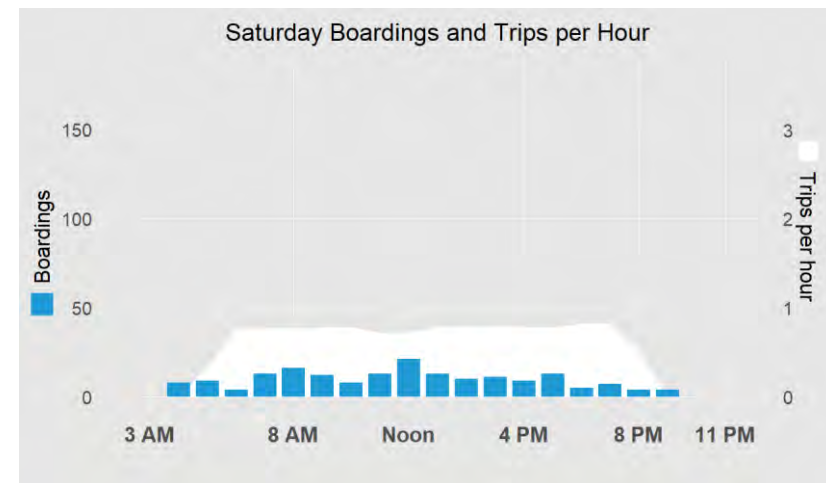 Saturday Boardings and Trips per Hour
150
100
50
0
Boardings
3
2
1
0
Trips per hour
3 AM 8 AM Noon 4 PM 8 PM 11 PM